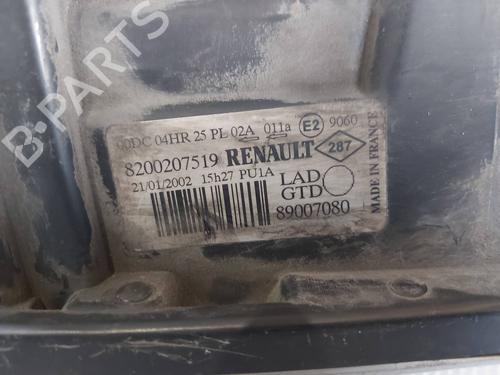 00DC 04HR 25 PL 02A 011a E2 9060
8200207519 RENAULT 287
21/01/2002 15h27 PU1A LAD
GTD
89007080
MADE IN FRANCE
B-PARTS